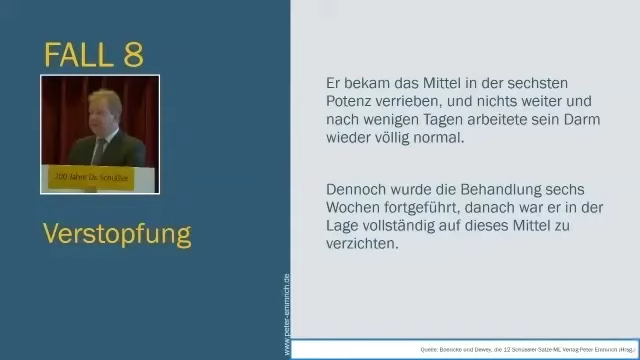 FALL 8
200 Jahre Dr. Schüßler
Verstopfung
www.peter-emmrich.de
Er bekam das Mittel in der sechsten
Potenz verrieben, und nichts weiter und
nach wenigen Tagen arbeitete sein Darm
wieder völlig normal.
Dennoch wurde die Behandlung sechs
Wochen fortgeführt, danach war er in der
Lage vollständig auf dieses Mittel zu
verzichten.
Quelle: Boericke und Dewey, die 12 Schüssler-Salze-ML Verlag-Peter Emmrich (Hrsg.)